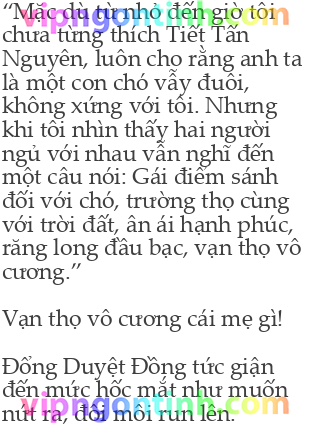 “Mặc dù từ nhỏ đến giờ tôi
chưa từng thích Tiết Tấn
Nguyên, luôn cho rằng anh ta
là một con chó vẫy đuôi,
không xứng với tôi. Nhưng
khi tôi nhìn thấy hai người
ngủ với nhau vẫn nghĩ đến
một câu nói: Gái điếm sánh
đôi với chó, trường thọ cùng
với trời đất, ân ái hạnh phúc,
răng long đầu bạc, vạn thọ vô
cương.”
Vạn thọ vô cương cái mẹ gì!
Đổng Duyệt Đồng tức giận
đến mức hốc mắt như muốn
nứt ra, đôi môi run lên.
vipngontinh.com
vipngontinh.com